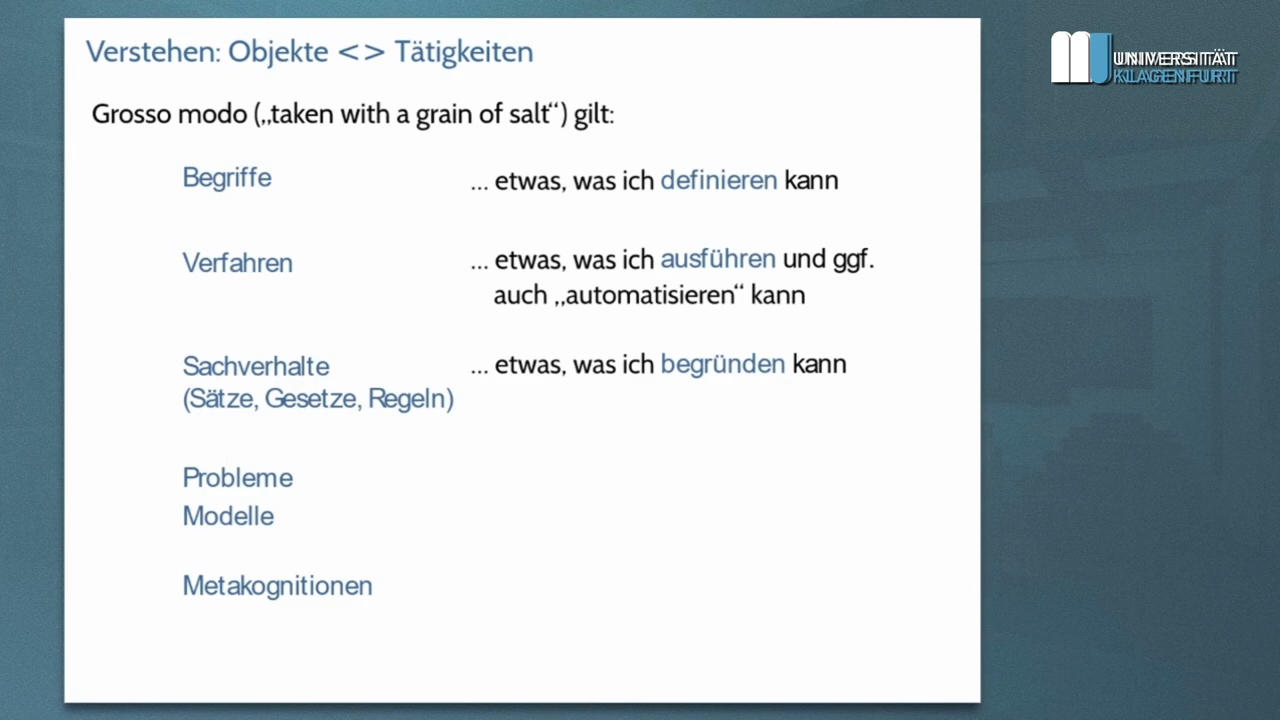 Verstehen: Objekte <> Tätigkeiten
UNIVERSITÄT
KLAGENFURT
Grosso modo („taken with a grain of salt“) gilt:
Begriffe ... etwas, was ich definieren kann
Verfahren ... etwas, was ich ausführen und ggf.
auch „automatisieren“ kann
Sachverhalte ... etwas, was ich begründen kann
(Sätze, Gesetze, Regeln)
Probleme
Modelle
Metakognitionen